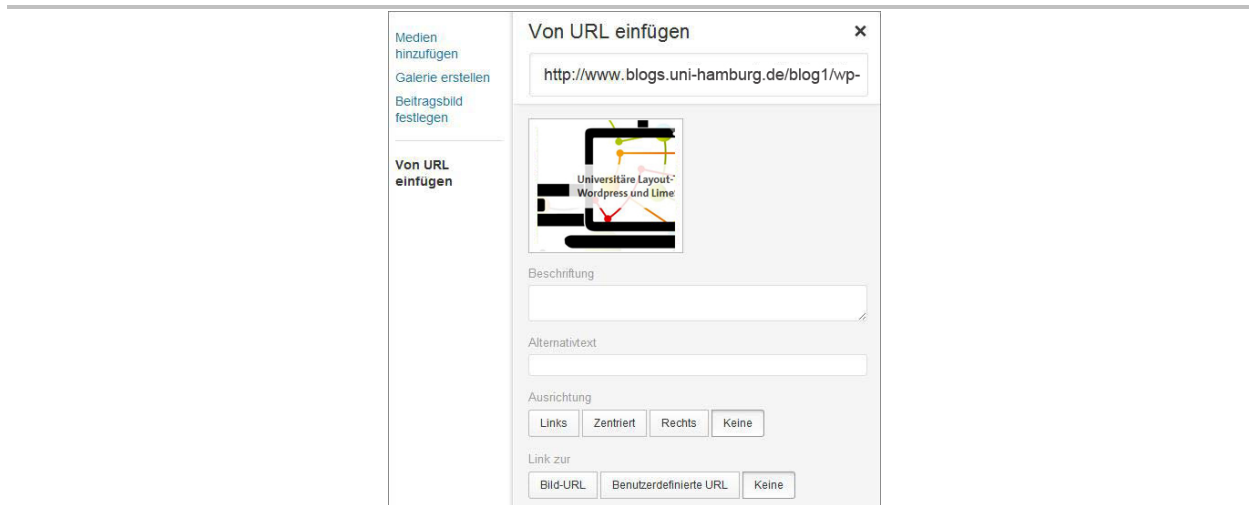 Medien
hinzufügen
Galerie erstellen
Beitragsbild
festlegen
Von URL
einfügen
Von URL einfügen ×
http://www.blogs.uni-hamburg.de/blog1/wp-
Universitäre Layout-
Wordpress und Lime
Beschriftung
Alternativtext
Ausrichtung
Links Zentriert Rechts Keine
Link zur
Bild-URL Benutzerdefinierte URL Keine